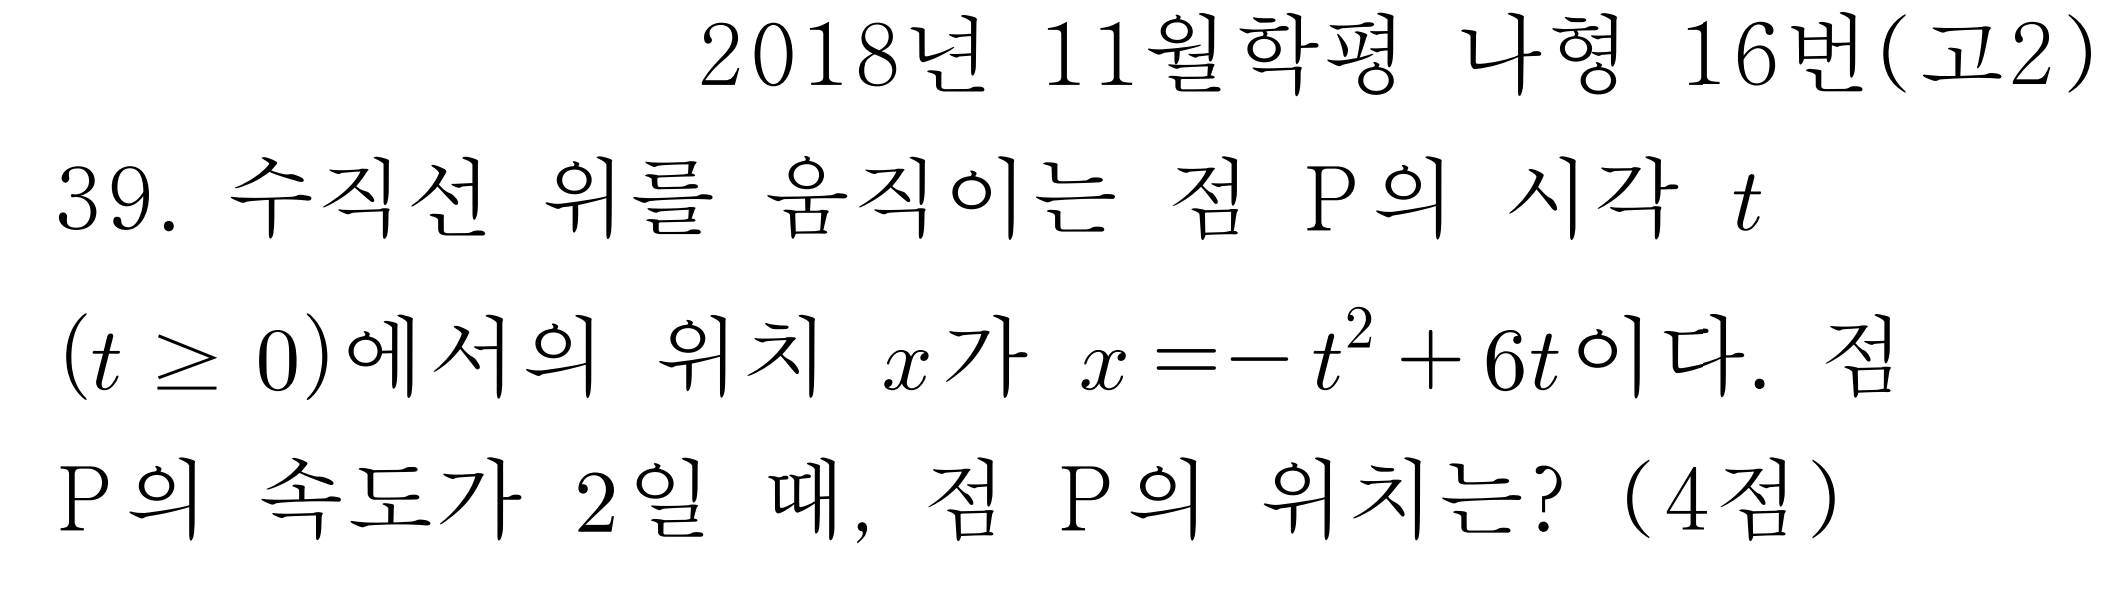 2018년 11월학평 나형 16번(고2)
39. 수직선 위를 움직이는 점 P의 시각 t
(t ≥ 0)에서의 위치 x가 x=−t²+6t이다. 점
P의 속도가 2일 때, 점 P의 위치는? (4점)